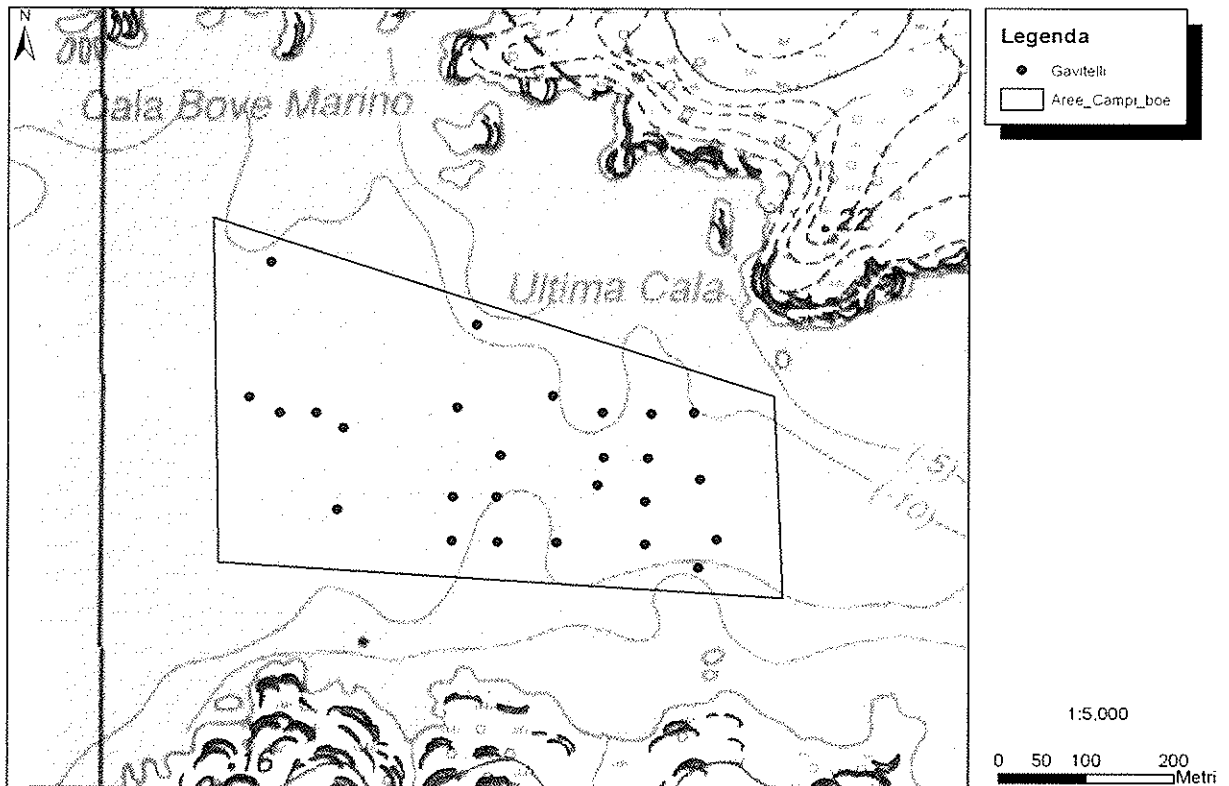 N
Cala Bove Marino
22
Ultima Cala
(-5)
(-10)
16
Legenda
Gavitelli
Aree_Campi_boe
1:5.000
0 50 100 200
Metri